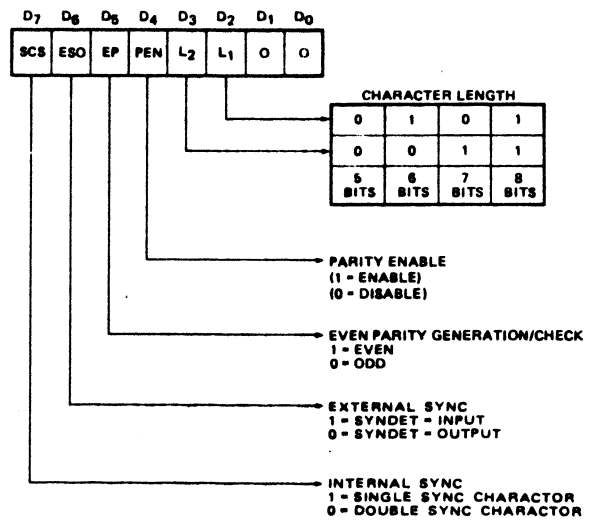 D7 D6 D5 D4 D3 D2 D1 D0
SCS ESO EP PEN L2 L1 0 0
CHARACTER LENGTH
0 1 0 1
0 0 1 1
5 BITS 6 BITS 7 BITS 8 BITS
PARITY ENABLE
(1 = ENABLE)
(0 = DISABLE)
EVEN PARITY GENERATION/CHECK
1 = EVEN
0 = ODD
EXTERNAL SYNC
1 = SYNDET = INPUT
0 = SYNDET = OUTPUT
INTERNAL SYNC
1 = SINGLE SYNC CHARACTOR
0 = DOUBLE SYNC CHARACTOR